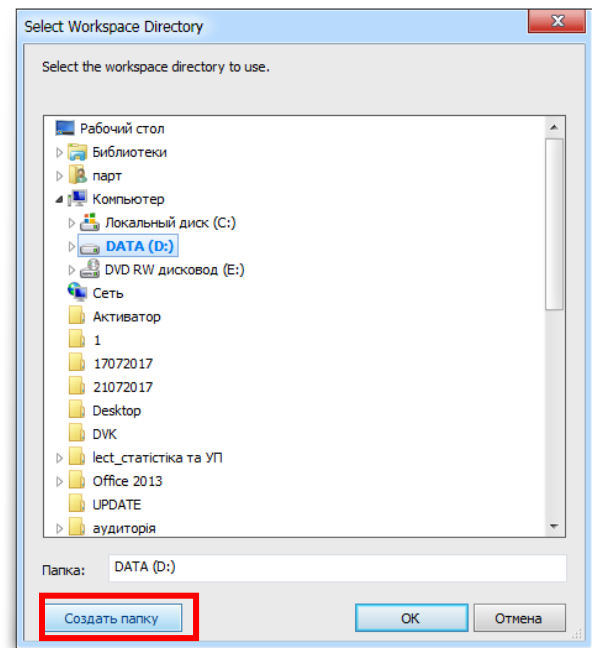 Select Workspace Directory
Select the workspace directory to use.
Рабочий стол
Библиотеки
парт
Компьютер
Локальный диск (C:)
DATA (D:)
DVD RW дисковод (E:)
Сеть
Активатор
1
17072017
21072017
Desktop
DVK
lect_статістіка та УП
Office 2013
UPDATE
аудиторія
Папка: DATA (D:)
Создать папку OK Отмена